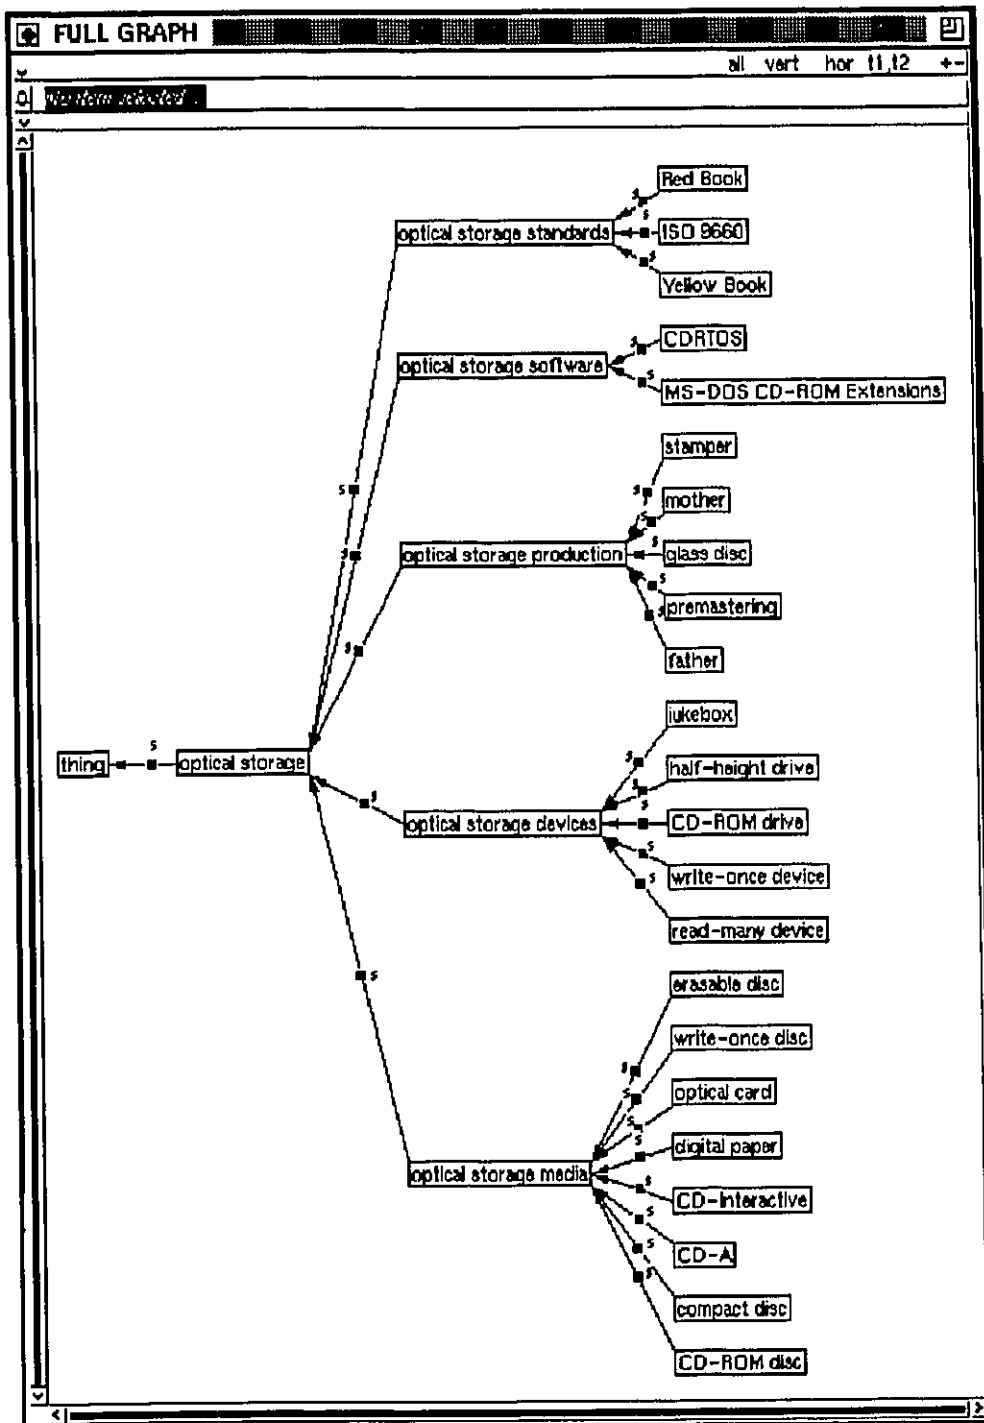 FULL GRAPH
all vert hor t1,t2 +-
Red Book
optical storage standards
ISO 9660
Yellow Book
CDRTOS
optical storage software
MS-DOS CD-ROM Extensions
stamper
mother
optical storage production
glass disc
premastering
father
jukebox
thing
s
optical storage
half-height drive
optical storage devices
CD-ROM drive
write-once device
read-many device
erasable disc
write-once disc
optical card
digital paper
optical storage media
CD-Interactive
CD-A
compact disc
CD-ROM disc